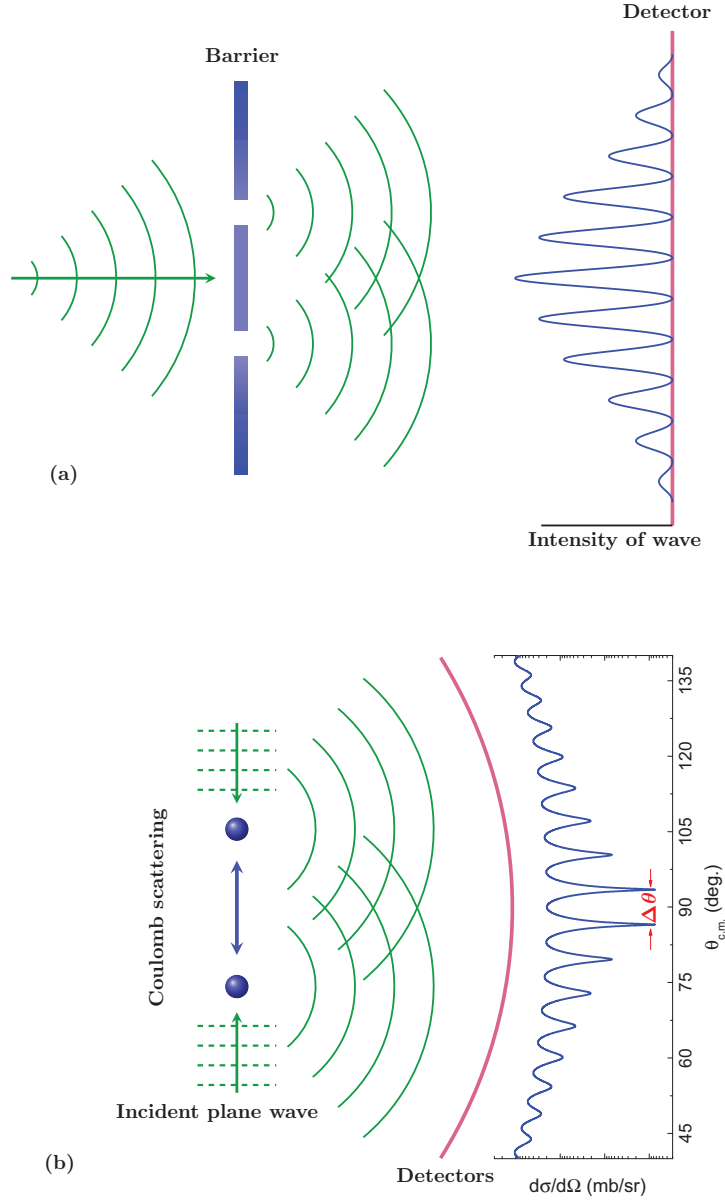 Detector
Barrier
(a)
Intensity of wave
135
120
105
90
75
60
45
θc.m. (deg.)
Δθ
Coulomb scattering
Incident plane wave
(b)
Detectors
dσ/dΩ (mb/sr)